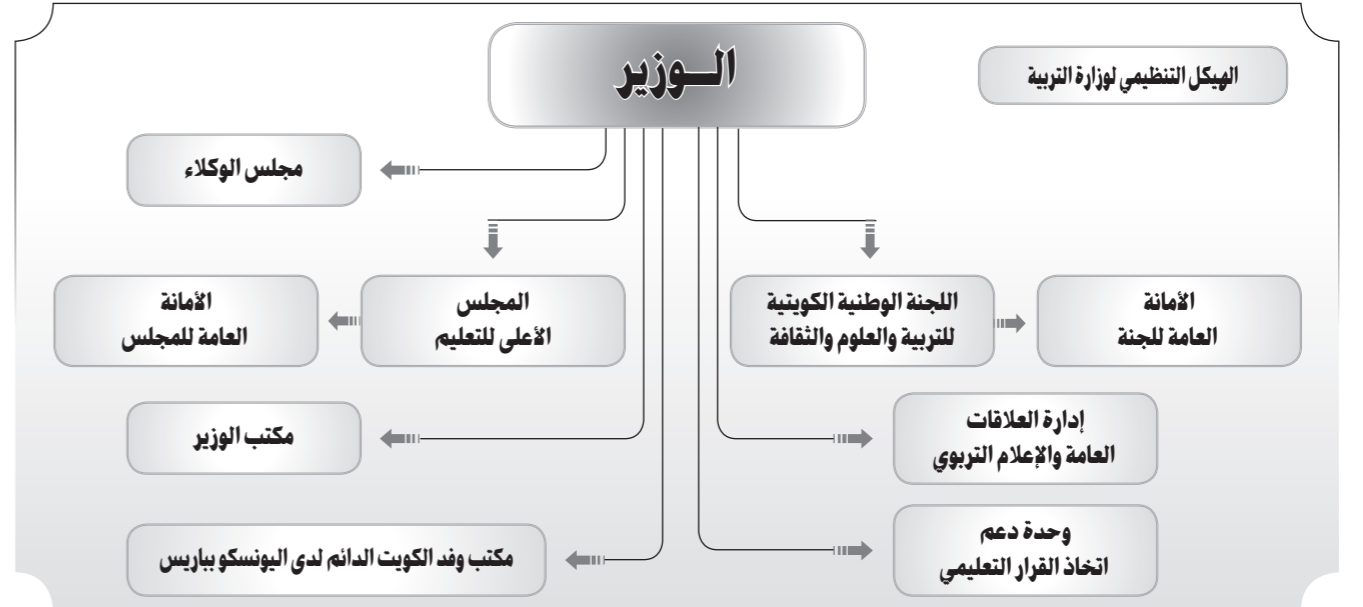 الهيكل التنظيمي لوزارة التربية
الـــوزير
مجلس الوكلاء
الأمانة
العامة للجنة
اللجنة الوطنية الكويتية
للتربية والعلوم والثقافة
المجلس
الأعلى للتعليم
الأمانة
العامة للمجلس
إدارة العلاقات
العامة والإعلام التربوي
مكتب الوزير
وحدة دعم
اتخاذ القرار التعليمي
مكتب وفد الكويت الدائم لدى اليونسكو بباريس